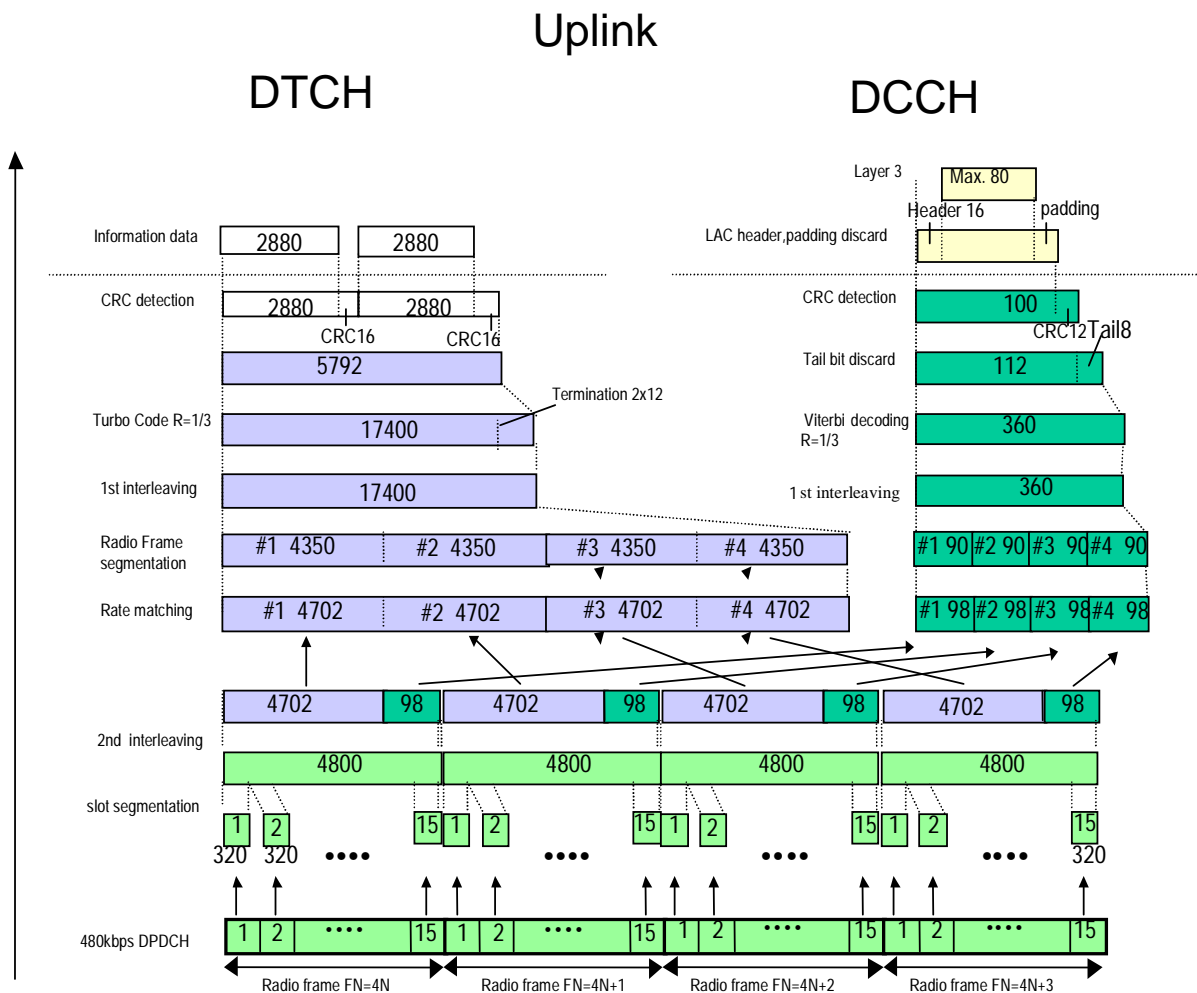 Uplink
DTCH
DCCH
Layer 3
Max. 80
Header 16
padding
Information data
2880
2880
LAC header,padding discard
CRC detection
2880
2880
CRC detection
100
CRC16
CRC16
CRC12
Tail8
5792
Tail bit discard
112
Termination 2x12
Turbo Code R=1/3
17400
Viterbi decoding
R=1/3
360
1st interleaving
17400
1st interleaving
360
Radio Frame
segmentation
#1 4350
#2 4350
#3 4350
#4 4350
#1 90
#2 90
#3 90
#4 90
Rate matching
#1 4702
#2 4702
#3 4702
#4 4702
#1 98
#2 98
#3 98
#4 98
4702
98
4702
98
4702
98
4702
98
2nd interleaving
4800
4800
4800
4800
slot segmentation
1
2
15
1
2
15
1
2
15
1
2
15
320
320
••••
••••
••••
••••
320
480kbps DPDCH
1
2
••••
15
1
2
••••
15
1
2
••••
15
1
2
••••
15
Radio frame FN=4N
Radio frame FN=4N+1
Radio frame FN=4N+2
Radio frame FN=4N+3